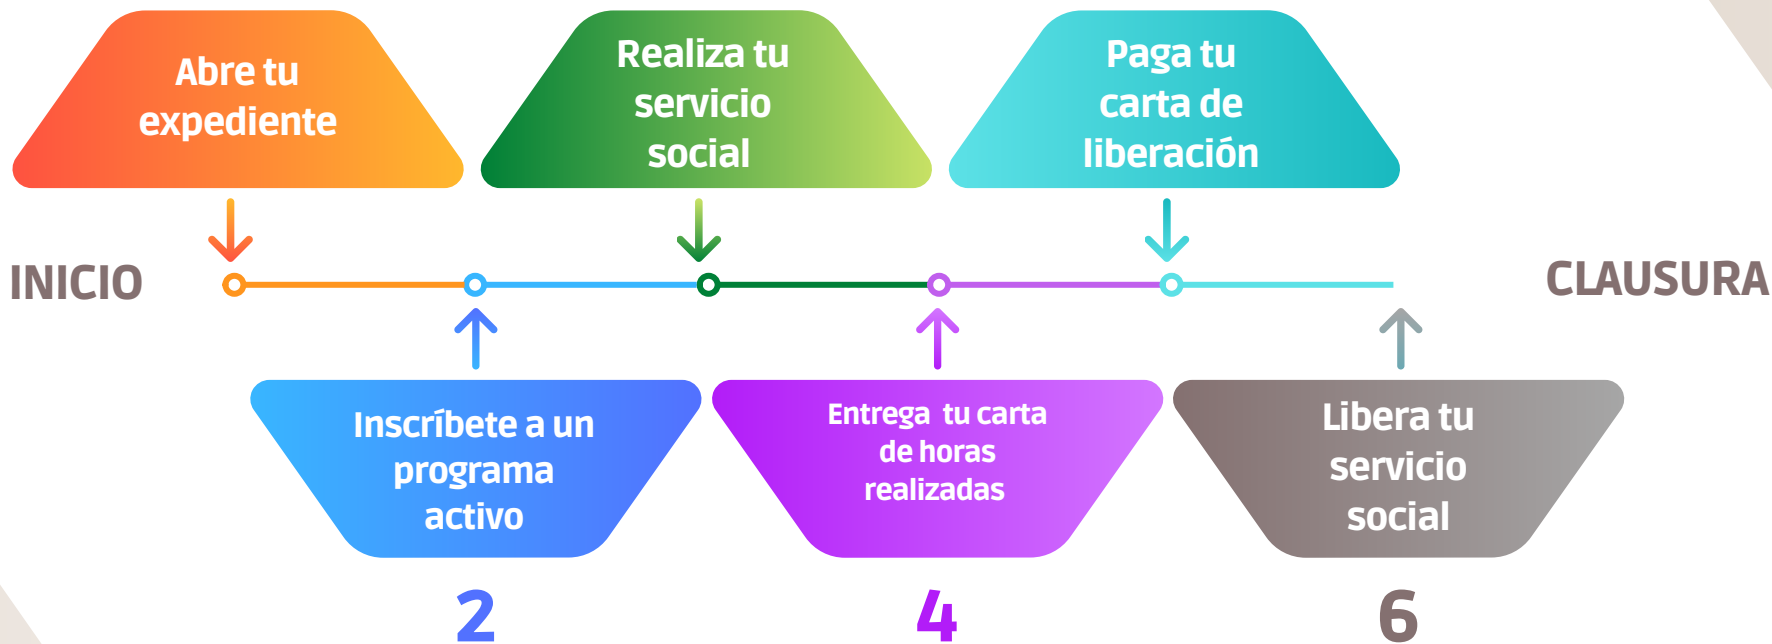 Abre tu
expediente
Realiza tu
servicio
social
Paga tu
carta de
liberación
INICIO
CLAUSURA
Inscríbete a un
programa
activo
Entrega tu carta
de horas
realizadas
Libera tu
servicio
social
2
4
6